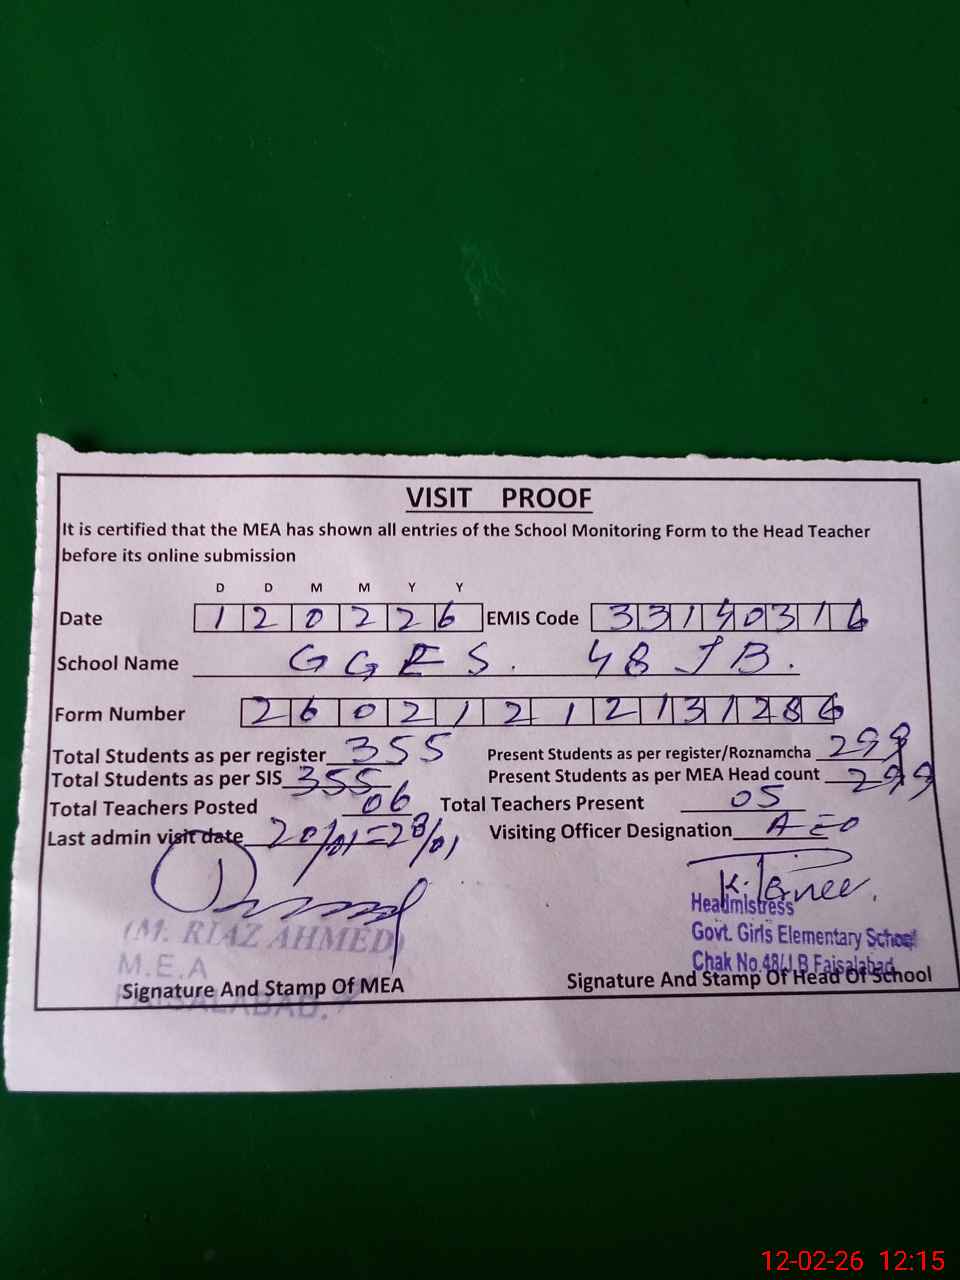 VISIT PROOF
It is certified that the MEA has shown all entries of the School Monitoring Form to the Head Teacher
before its online submission
D D M M Y Y
Date 1 2 0 2 2 6 EMIS Code 3 3 1 4 0 3 1 6
School Name G G E S. 48 J B.
Form Number 2 6 0 2 1 2 1 2 13 1 2 8 6
Total Students as per register 355 Present Students as per register/Roznamcha 299
Total Students as per SIS 355 Present Students as per MEA Head count 299
Total Teachers Posted 06 Total Teachers Present 05
Last admin visit date 20/01=28/01 Visiting Officer Designation AEO
(M. RIAZ AHMED)
M.E.A
FAISALABAD.
Signature And Stamp Of MEA
Headmistress
Govt. Girls Elementary School
Chak No.48/J B Faisalabad
Signature And Stamp Of Head Of School
12-02-26 12:15